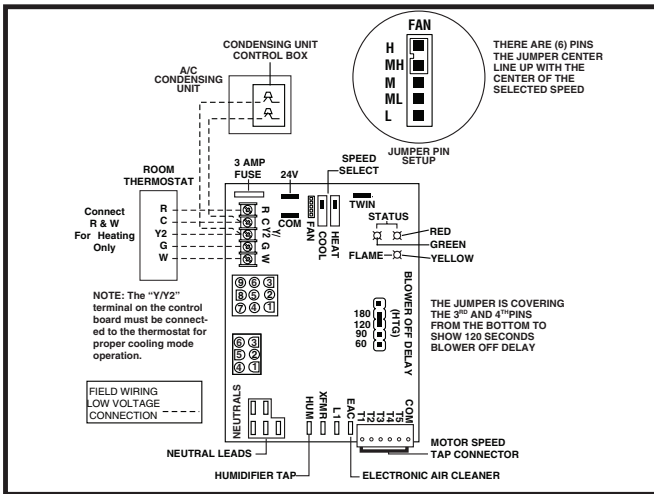 FAN
H
MH
M
ML
L
THERE ARE (6) PINS
THE JUMPER CENTER
LINE UP WITH THE
CENTER OF THE
SELECTED SPEED
JUMPER PIN
SETUP
CONDENSING UNIT
CONTROL BOX
A/C
CONDENSING
UNIT
ROOM
THERMOSTAT
3 AMP
FUSE
24V
SPEED
SELECT
Connect
R & W
For Heating
Only
R
C
Y2
G
W
R
C
Y/
Y2
G
W
COM
FAN
COOL
HEAT
TWIN
STATUS
RED
GREEN
FLAME
YELLOW
NOTE: The "Y/Y2"
terminal on the control
board must be connect-
ed to the thermostat for
proper cooling mode
operation.
9 6 3
8 5 2
7 4 1
6 3
5 2
4 1
BLOWER OFF DELAY
(HTG)
180
120
90
60
THE JUMPER IS COVERING
THE 3RD AND 4TH PINS
FROM THE BOTTOM TO
SHOW 120 SECONDS
BLOWER OFF DELAY
FIELD WIRING
LOW VOLTAGE
CONNECTION
NEUTRALS
HUM
XFMR
L1
EAC
T1
T2
T3
T4
T5
COM
NEUTRAL LEADS
HUMIDIFIER TAP
ELECTRONIC AIR CLEANER
MOTOR SPEED
TAP CONNECTOR